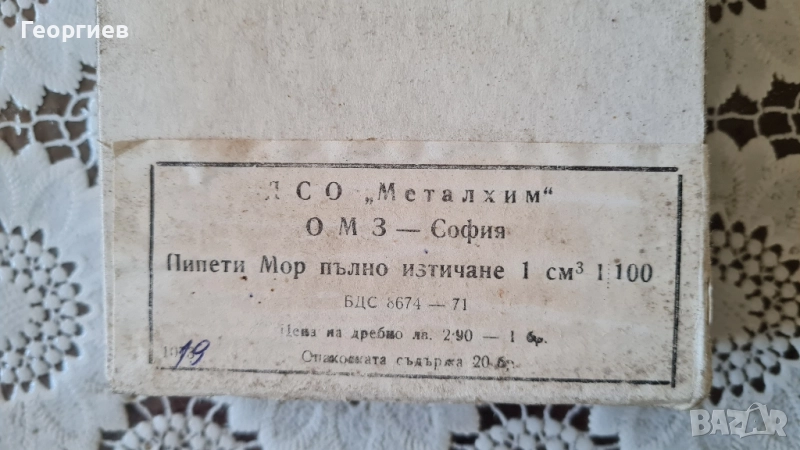 Георгиев
ДСО „Металхим“
ОМЗ — София
Пипети Мор пълно изтичане 1 см³ 1 100
БДС 8674 — 71
Цена на дребно лв. 2·90 — 1 бр.
Опаковката съдържа 20 бр.
BAZAR